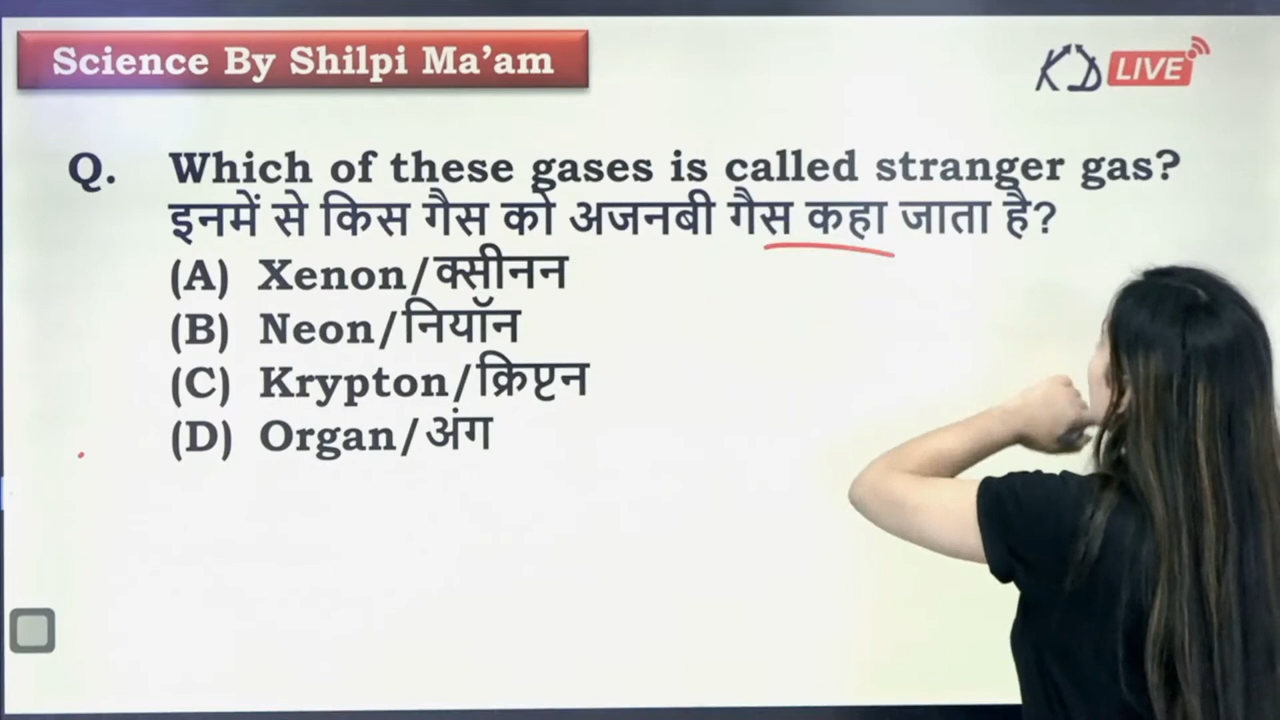 Science By Shilpi Ma’am
KD LIVE
Q. Which of these gases is called stranger gas?
इनमें से किस गैस को अजनबी गैस कहा जाता है?
(A) Xenon/क्सीनन
(B) Neon/नियॉन
(C) Krypton/क्रिप्टन
(D) Organ/अंग